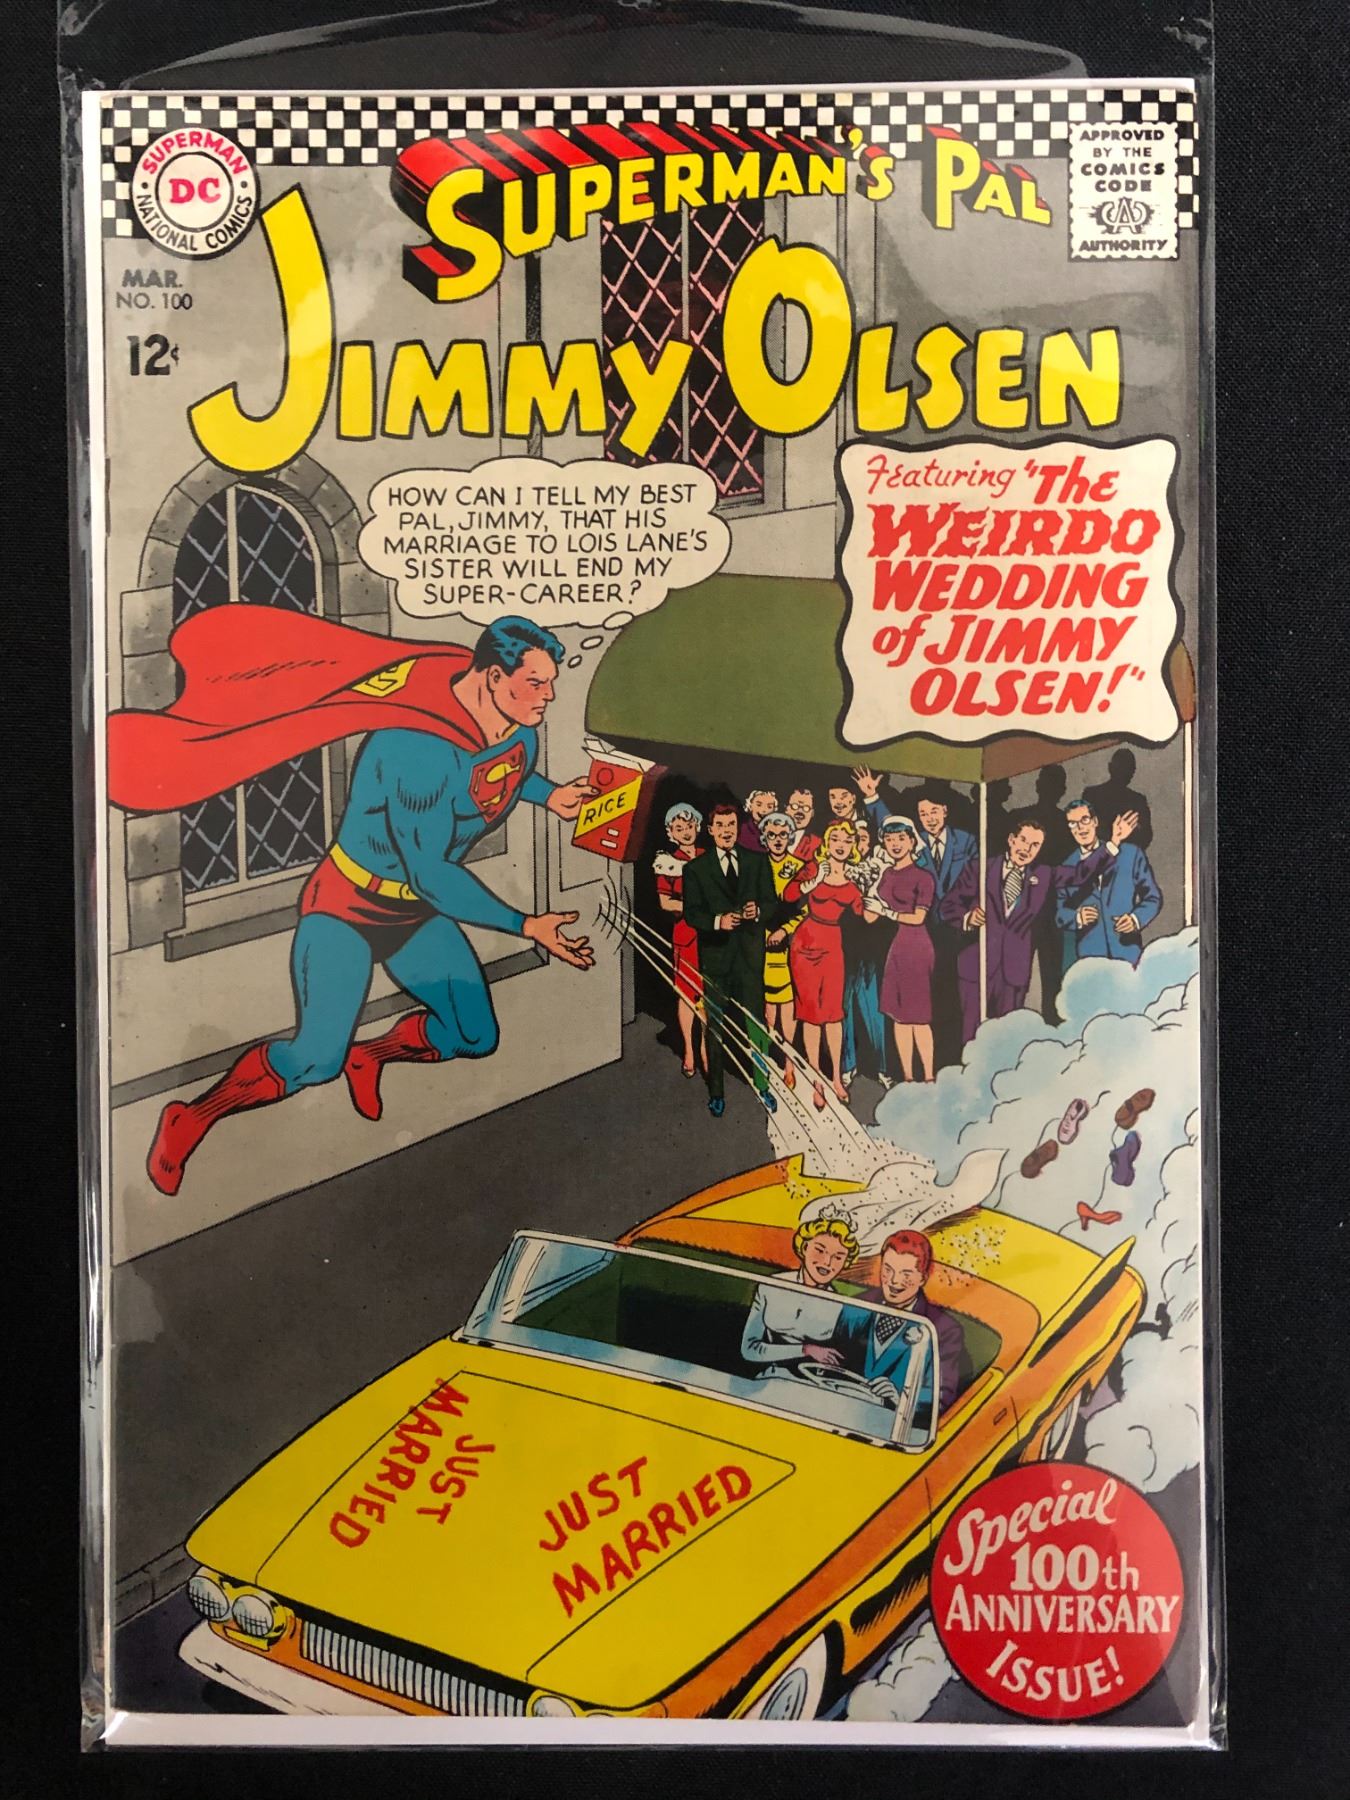 SUPERMAN
DC
NATIONAL COMICS
SUPERMAN'S PAL
JIMMY OLSEN
APPROVED
BY THE
COMICS
CODE
CA
AUTHORITY
MAR.
NO. 100
12¢
HOW CAN I TELL MY BEST
PAL, JIMMY, THAT HIS
MARRIAGE TO LOIS LANE'S
SISTER WILL END MY
SUPER-CAREER?
Featuring "The
WEIRDO
WEDDING
of JIMMY
OLSEN!"
S
S
RICE
JUST
MARRIED
JUST
MARRIED
Special
100th
ANNIVERSARY
ISSUE!